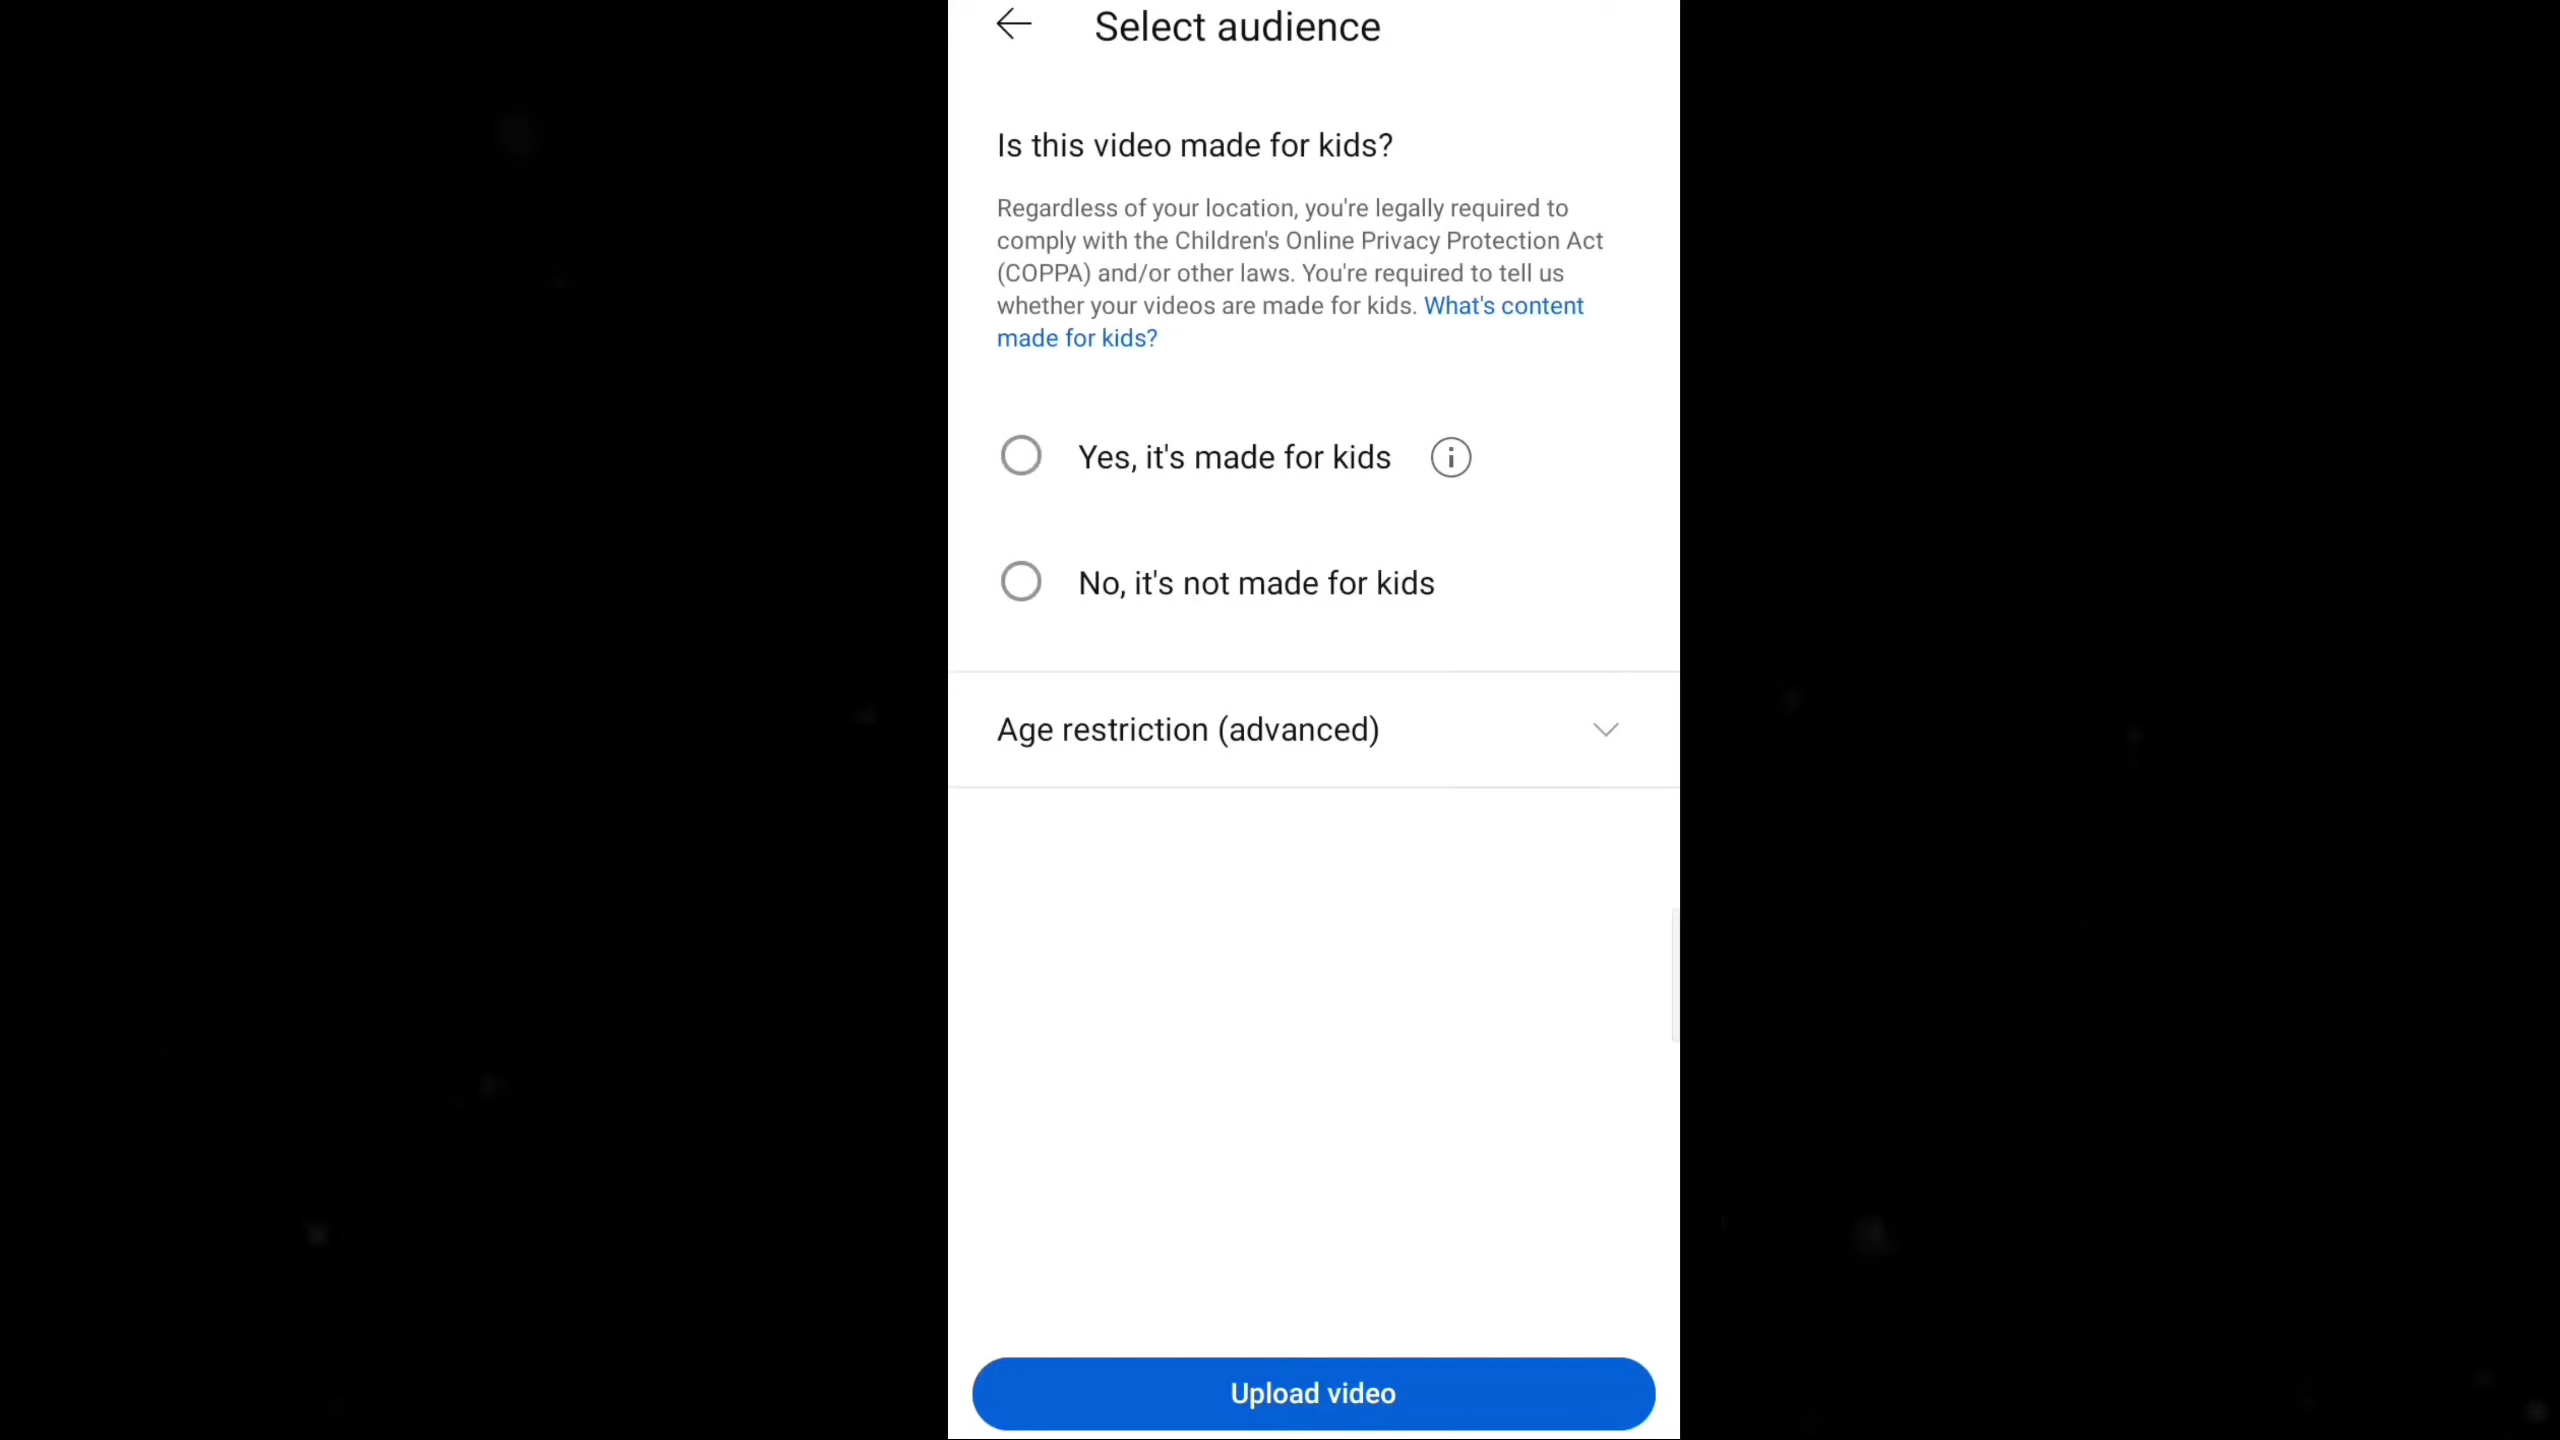 Select audience
Is this video made for kids?
Regardless of your location, you're legally required to
comply with the Children's Online Privacy Protection Act
(COPPA) and/or other laws. You're required to tell us
whether your videos are made for kids. What's content
made for kids?
Yes, it's made for kids
No, it's not made for kids
Age restriction (advanced)
Upload video